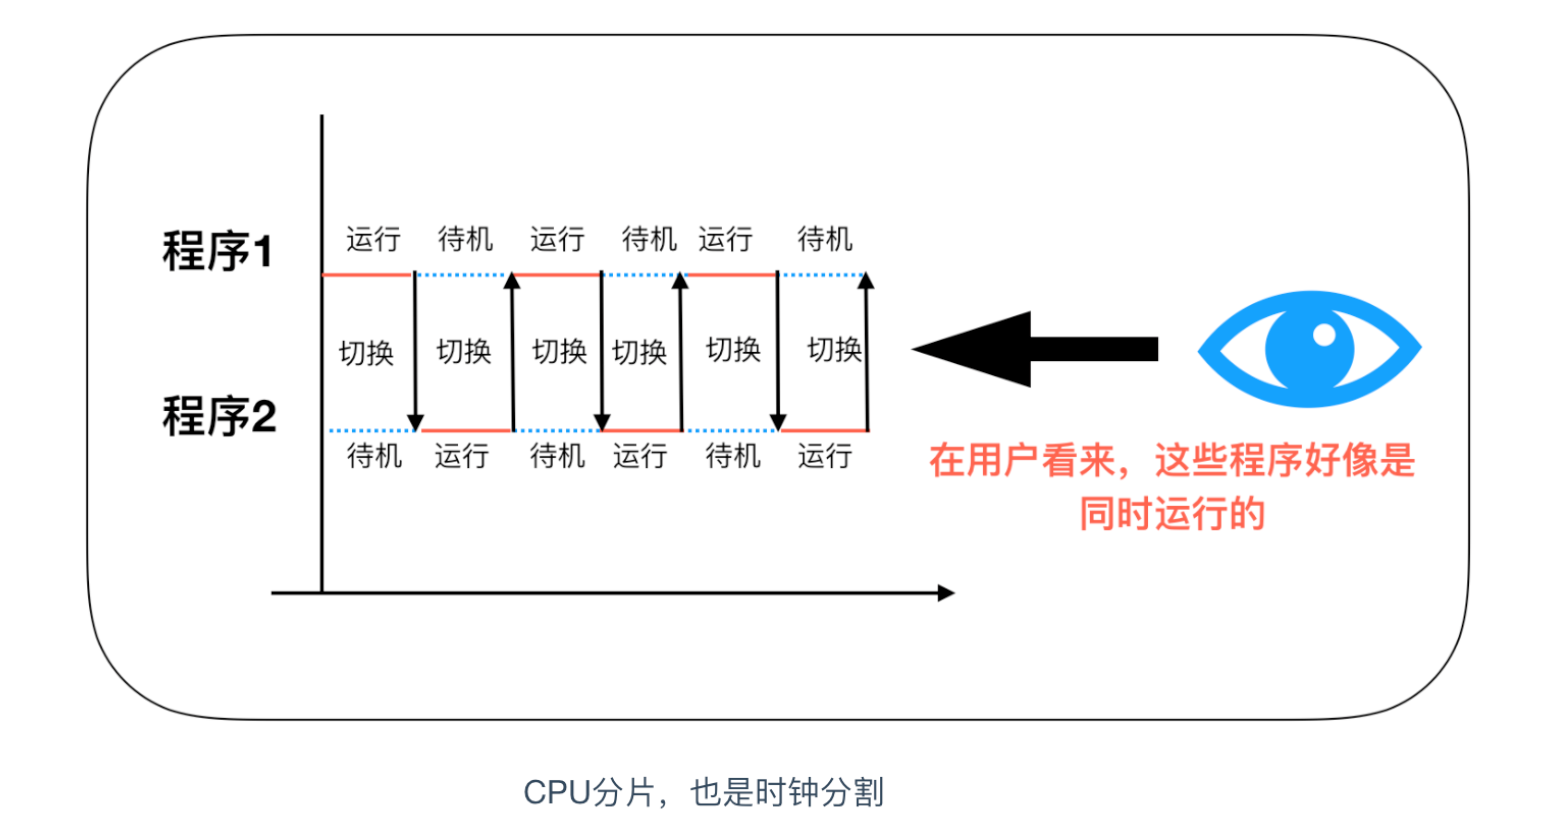 运行 待机 运行 待机 运行 待机
程序1
切换 切换 切换 切换 切换 切换
程序2
待机 运行 待机 运行 待机 运行
在用户看来，这些程序好像是
同时运行的
CPU分片，也是时钟分割